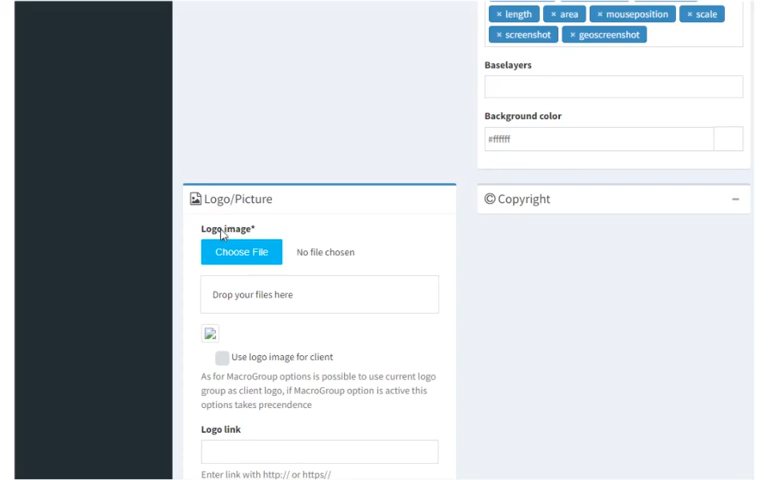 × length × area × mouseposition × scale
× screenshot × geoscreenshot
Baselayers
Background color
#ffffff
Logo/Picture
Logo image*
Choose File No file chosen
Drop your files here
Use logo image for client
As for MacroGroup options is possible to use current logo
group as client logo, if MacroGroup option is active this
options takes precendence
Logo link
Enter link with http:// or https//
© Copyright